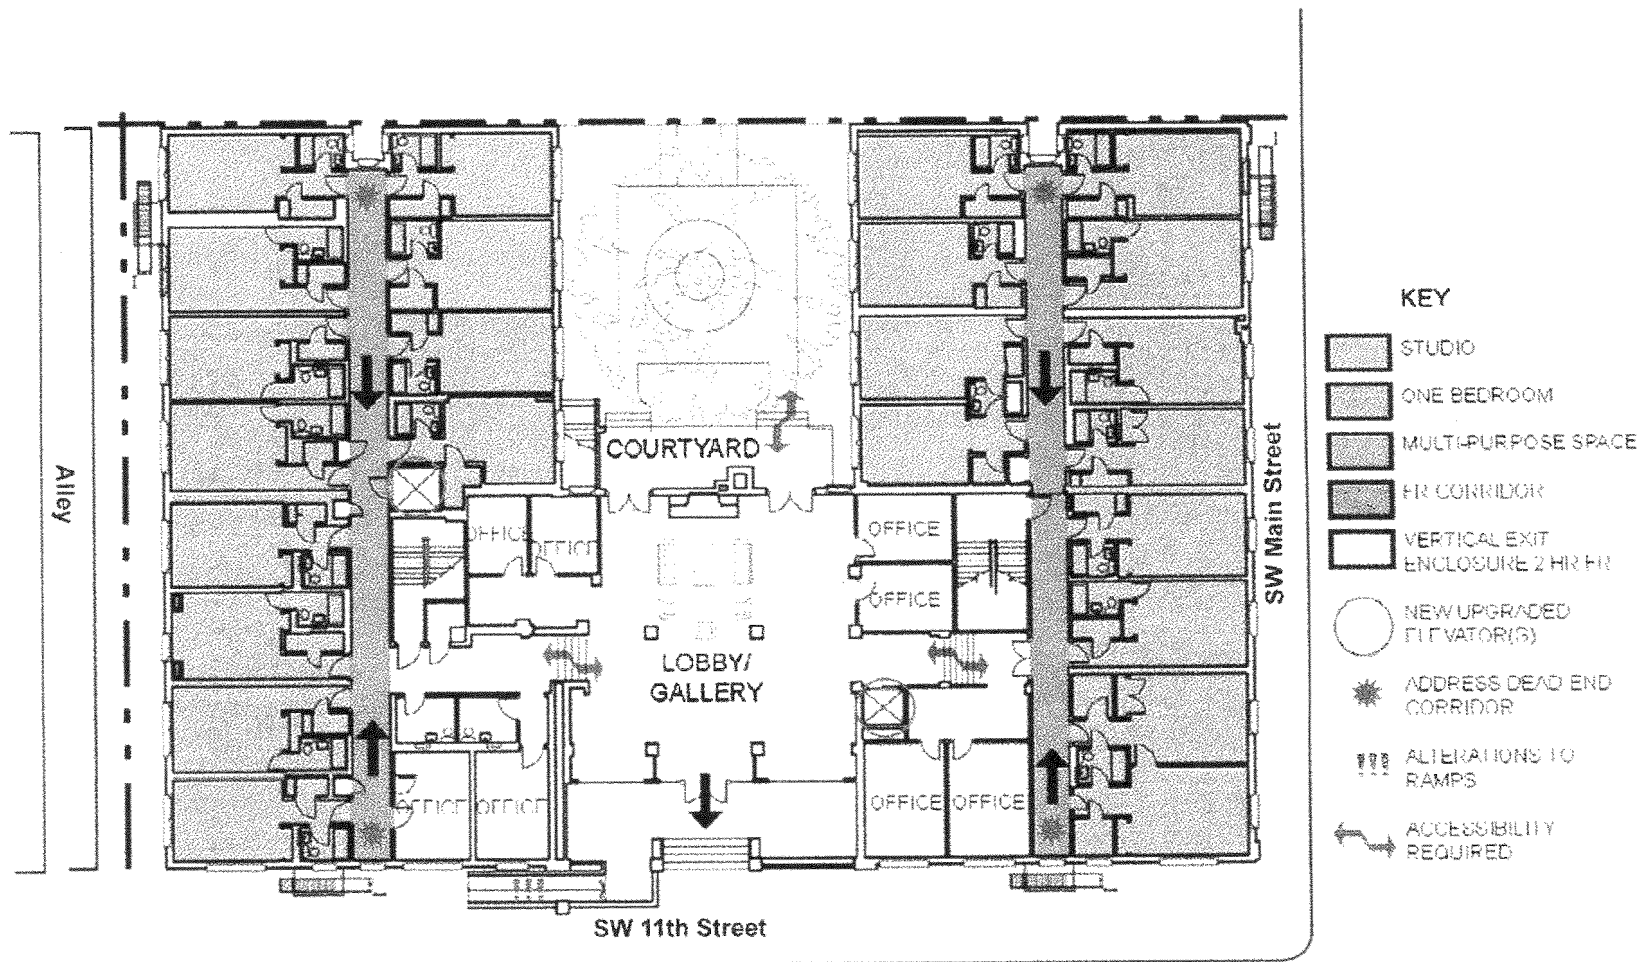 KEY
STUDIO
ONE BEDROOM
MULTI-PURPOSE SPACE
FR CORRIDOR
VERTICAL EXIT
ENCLOSURE 2 HR FR
NEW UPGRADED
ELEVATOR(S)
ADDRESS DEAD END
CORRIDOR
ALTERATIONS TO
RAMPS
ACCESSIBILITY
REQUIRED
Alley
SW Main Street
COURTYARD
OFFICE
OFFICE
OFFICE
OFFICE
LOBBY/
GALLERY
OFFICE
OFFICE
OFFICE
OFFICE
SW 11th Street